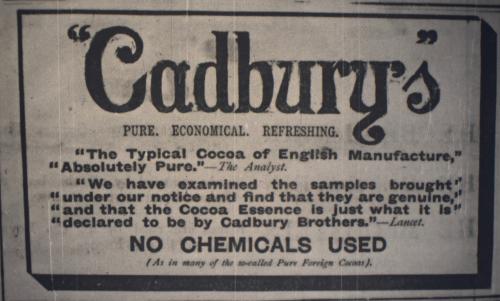 "Cadbury's"
PURE. ECONOMICAL. REFRESHING.
"The Typical Cocoa of English Manufacture,"
"Absolutely Pure."—The Analyst.
"We have examined the samples brought"
"under our notice and find that they are genuine,"
"and that the Cocoa Essence is just what it is"
"declared to be by Cadbury Brothers."—Lancet.
NO CHEMICALS USED
(As in many of the so-called Pure Foreign Cocoas).